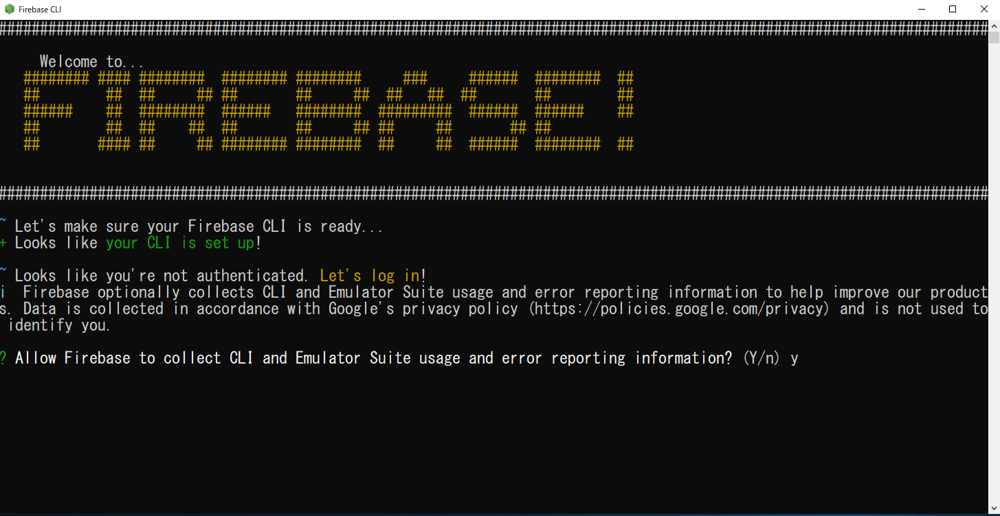 Firebase CLI
Welcome to...
FIREBASE!
~ Let's make sure your Firebase CLI is ready...
+ Looks like your CLI is set up!
~ Looks like you're not authenticated. Let's log in!
i  Firebase optionally collects CLI and Emulator Suite usage and error reporting information to help improve our product
s. Data is collected in accordance with Google's privacy policy (https://policies.google.com/privacy) and is not used to
identify you.
? Allow Firebase to collect CLI and Emulator Suite usage and error reporting information? (Y/n) y